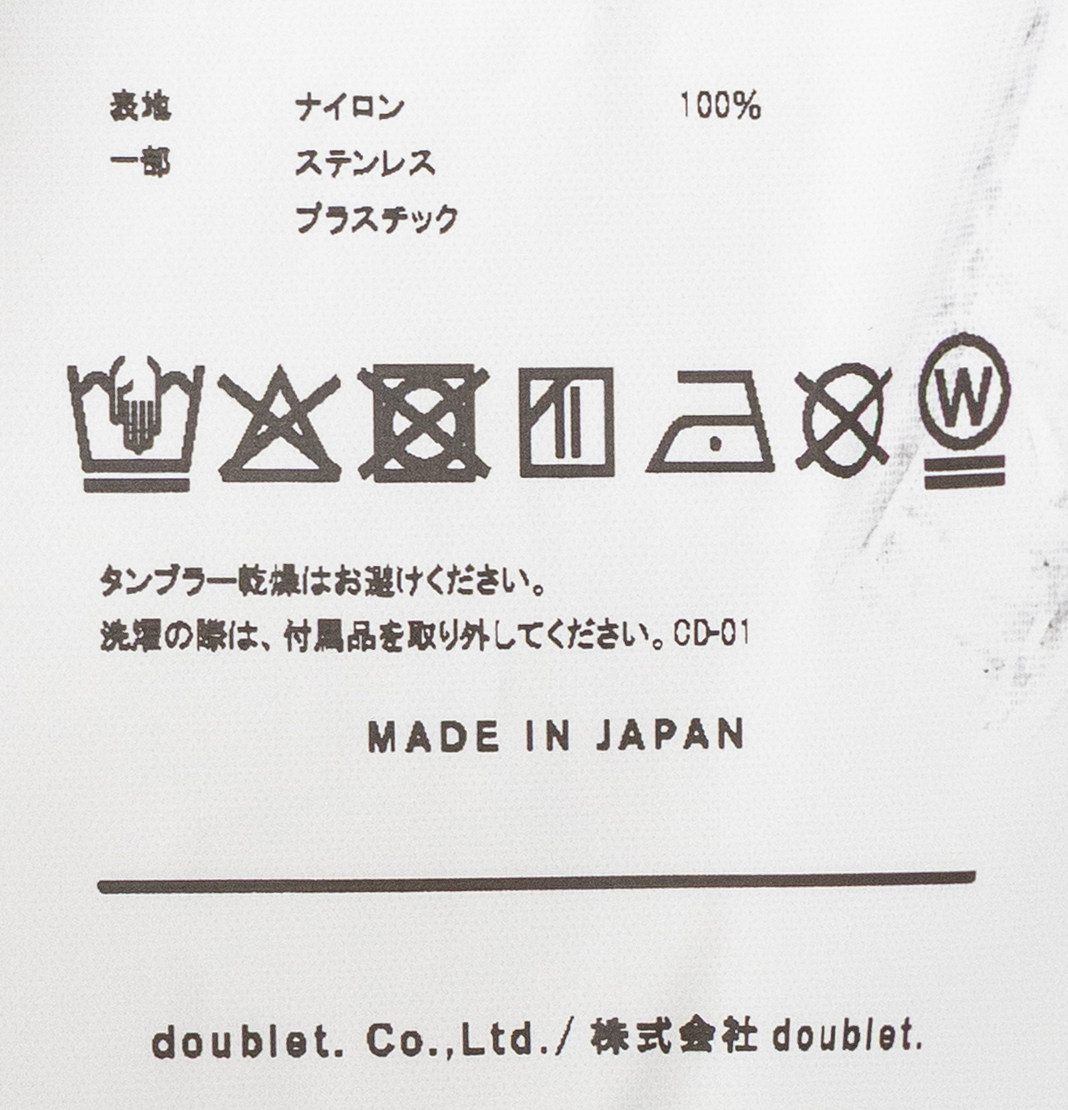 表地 ナイロン 100%
一部 ステンレス
プラスチック
W
タンブラー乾燥はお避けください。
洗濯の際は、付属品を取り外してください。CD-01
MADE IN JAPAN
doublet. Co.,Ltd./ 株式会社 doublet.